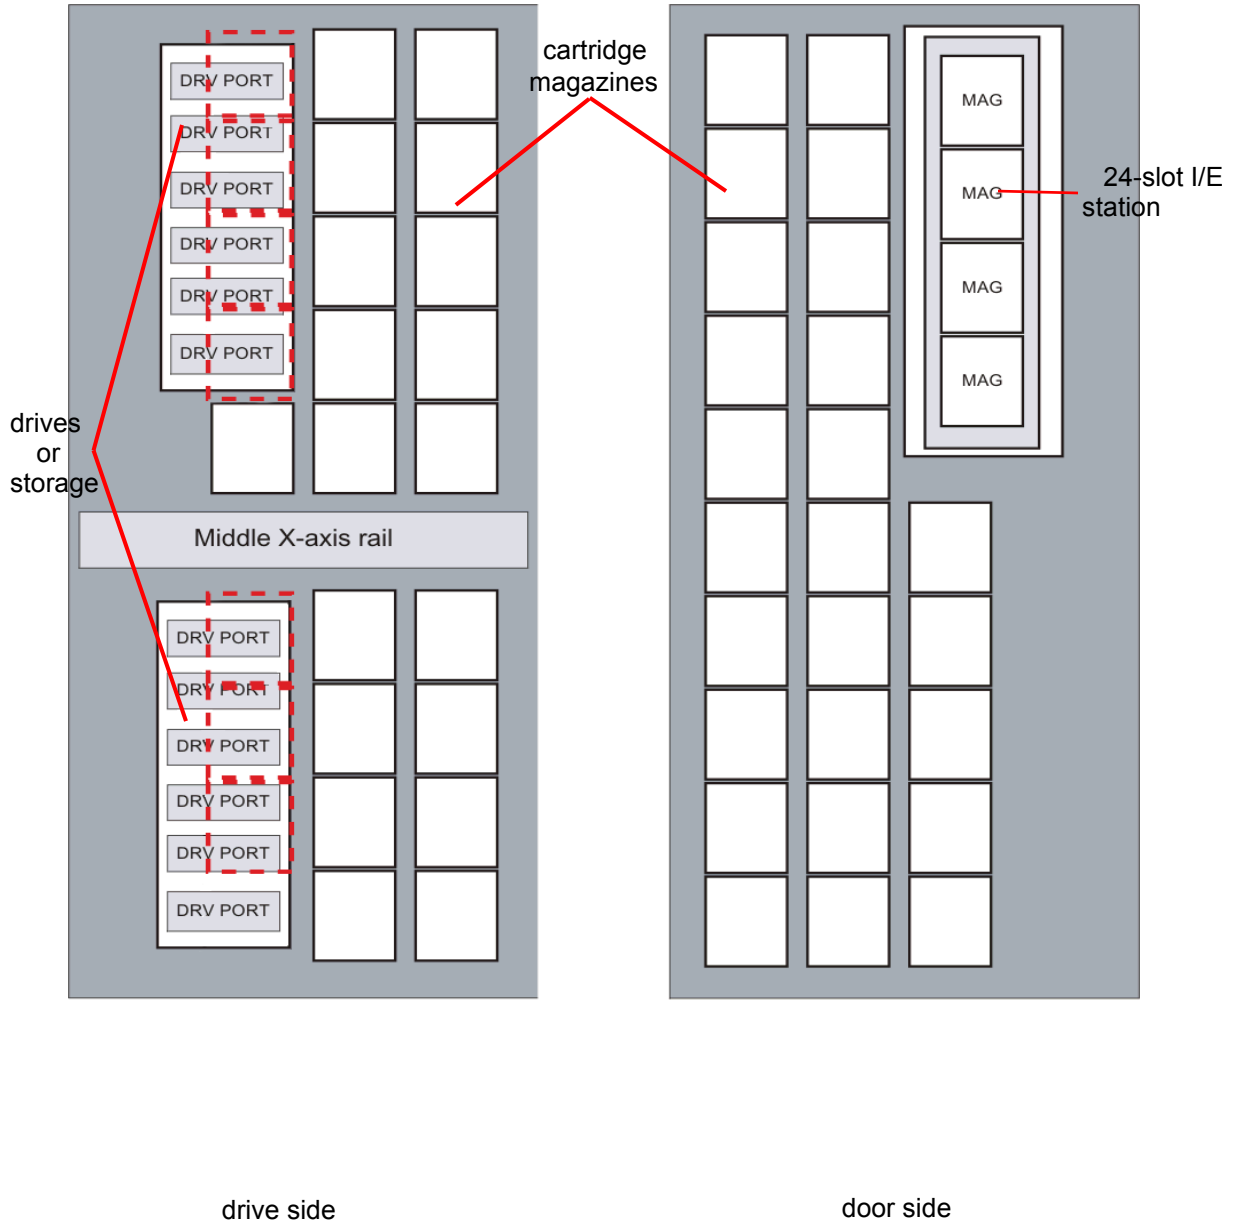 cartridge
magazines
DRV PORT
DRV PORT
DRV PORT
DRV PORT
DRV PORT
DRV PORT
drives
or
storage
Middle X-axis rail
DRV PORT
DRV PORT
DRV PORT
DRV PORT
DRV PORT
DRV PORT
MAG
MAG
MAG
MAG
24-slot I/E
station
drive side
door side